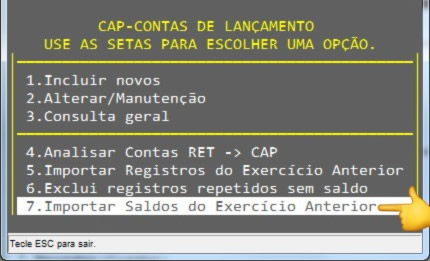 CAP-CONTAS DE LANÇAMENTO
USE AS SETAS PARA ESCOLHER UMA OPÇÃO.
1.Incluir novos
2.Alterar/Manutenção
3.Consulta geral
4.Analisar Contas RET -> CAP
5.Importar Registros do Exercício Anterior
6.Exclui registros repetidos sem saldo
7.Importar Saldos do Exercício Anterior
Tecle ESC para sair.